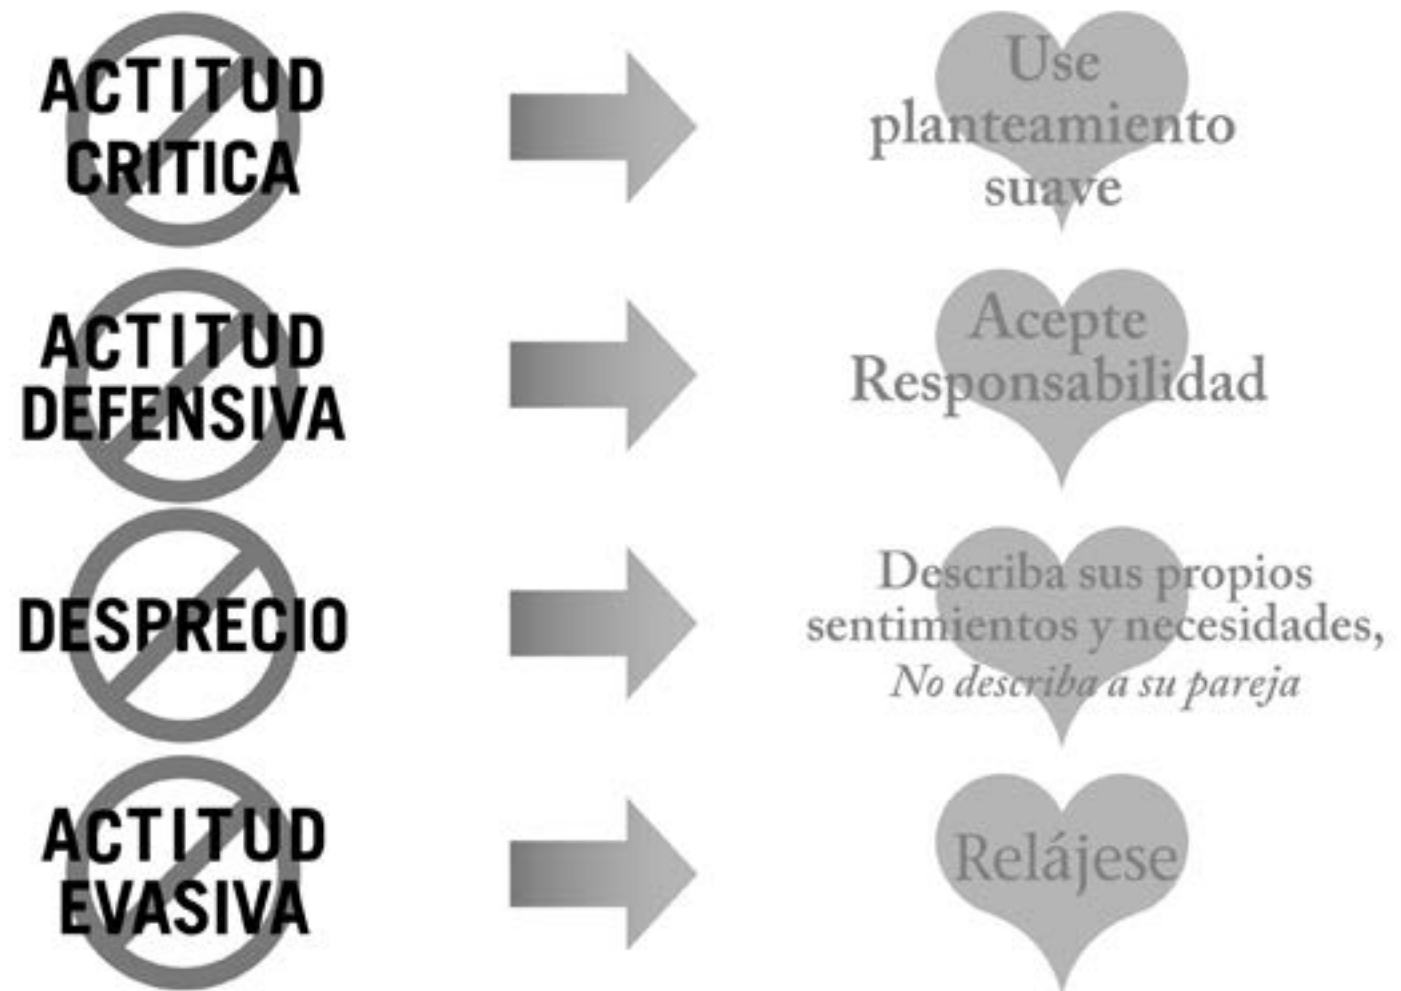 ACTITUD
CRITICA
Use
planteamiento
suave
ACTITUD
DEFENSIVA
Acepte
Responsabilidad
DESPRECIO
Describa sus propios
sentimientos y necesidades,
No describa a su pareja
ACTITUD
EVASIVA
Relájese